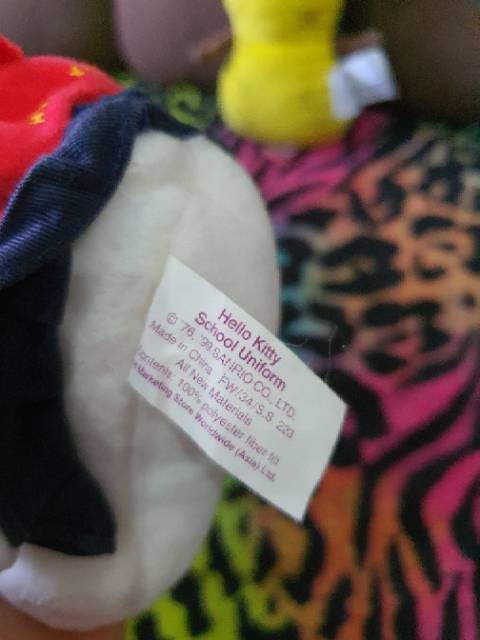 Hello Kitty
School Uniform
© '76, '99 SANRIO CO., LTD.
Made in China FW/34/S.S. 223
All New Materials
Contents: 100% polyester fiber fill
Marketing Store Worldwide (Asia) Ltd.